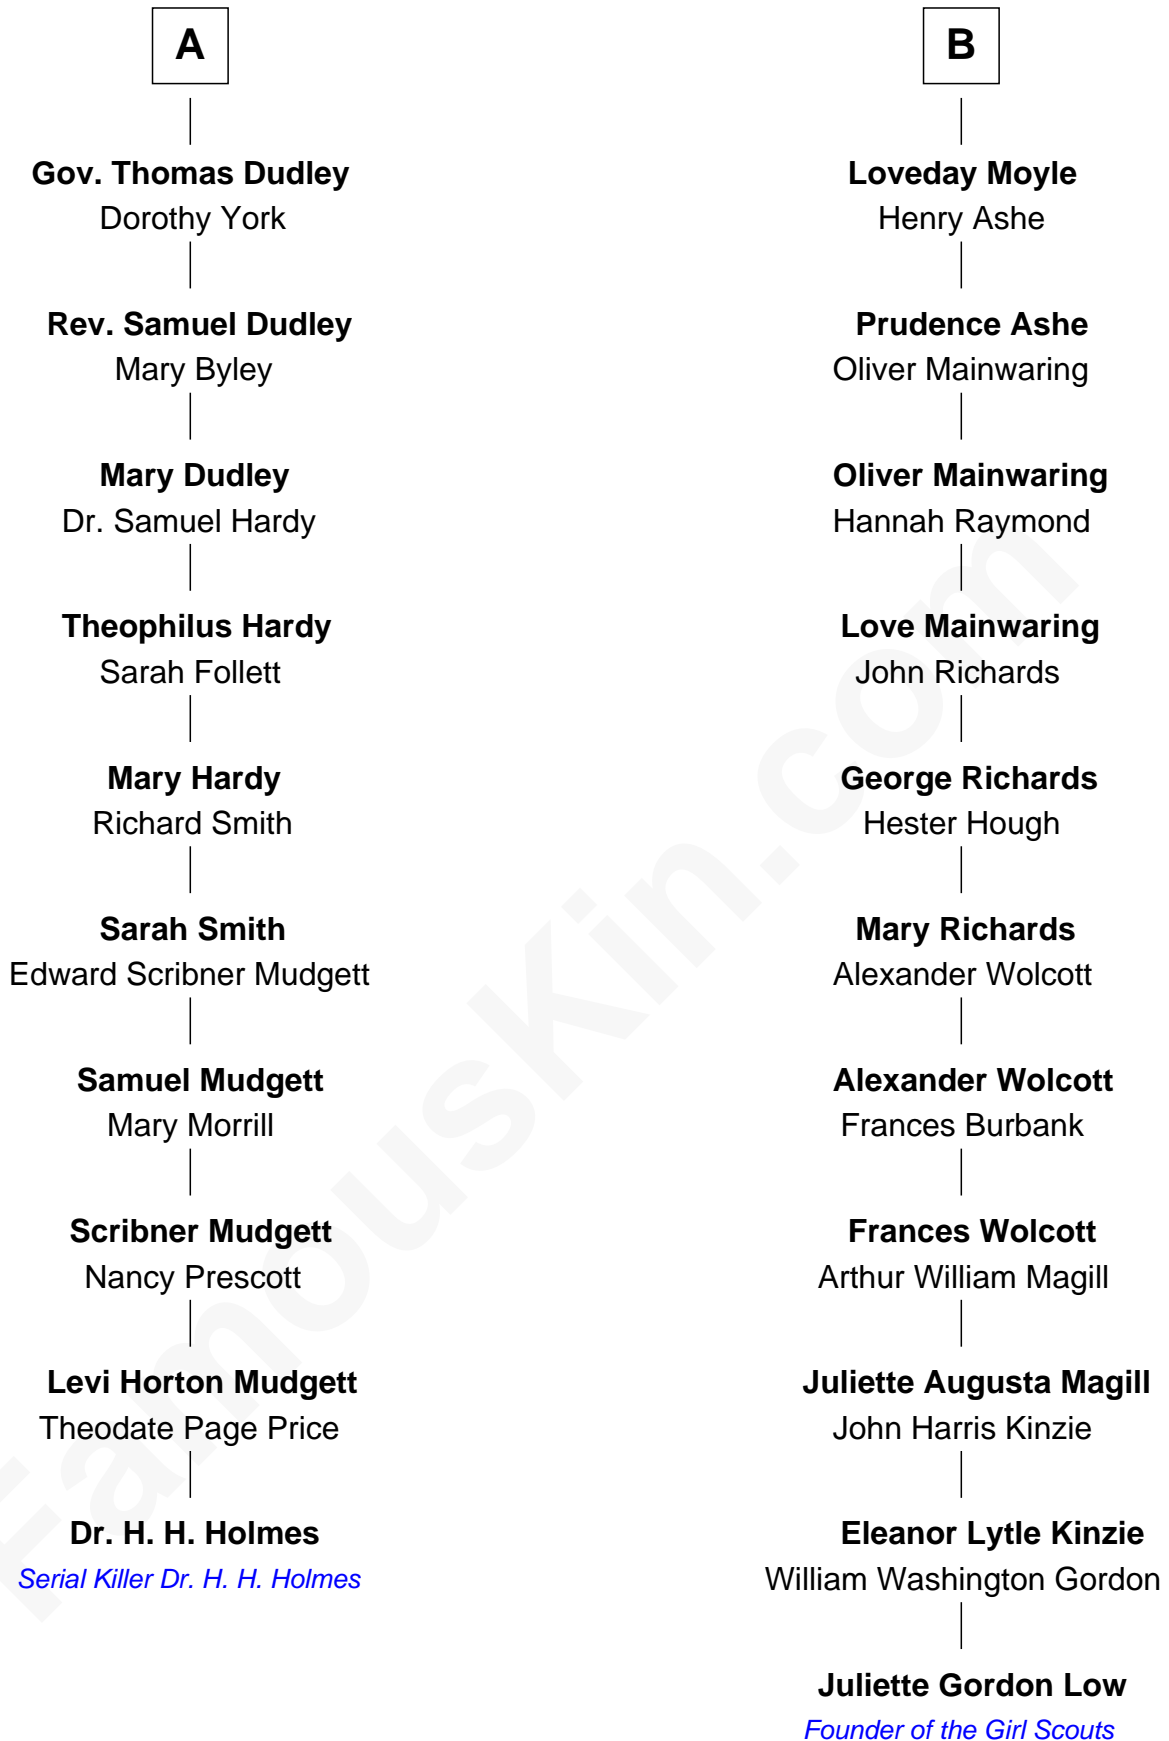 A
Gov. Thomas Dudley
Dorothy York
Rev. Samuel Dudley
Mary Byley
Mary Dudley
Dr. Samuel Hardy
Theophilus Hardy
Sarah Follett
Mary Hardy
Richard Smith
Sarah Smith
Edward Scribner Mudgett
Samuel Mudgett
Mary Morrill
Scribner Mudgett
Nancy Prescott
Levi Horton Mudgett
Theodate Page Price
Dr. H. H. Holmes
Serial Killer Dr. H. H. Holmes
B
Loveday Moyle
Henry Ashe
Prudence Ashe
Oliver Mainwaring
Oliver Mainwaring
Hannah Raymond
Love Mainwaring
John Richards
George Richards
Hester Hough
Mary Richards
Alexander Wolcott
Alexander Wolcott
Frances Burbank
Frances Wolcott
Arthur William Magill
Juliette Augusta Magill
John Harris Kinzie
Eleanor Lytle Kinzie
William Washington Gordon
Juliette Gordon Low
Founder of the Girl Scouts
FamousKin.com